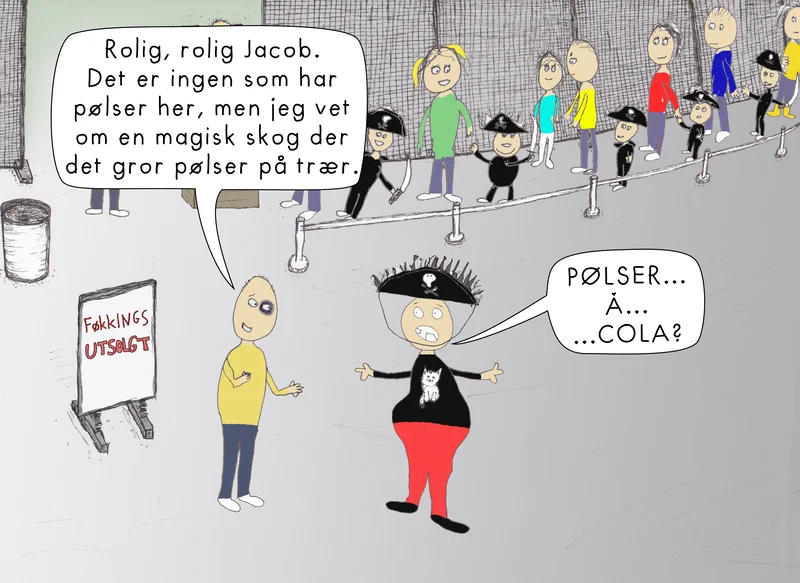 Rolig, rolig Jacob.
Det er ingen som har
pølser her, men jeg vet
om en magisk skog der
det gror pølser på trær.
PØLSER...
Å...
...COLA?
FØKKINGS
UTSOLGT